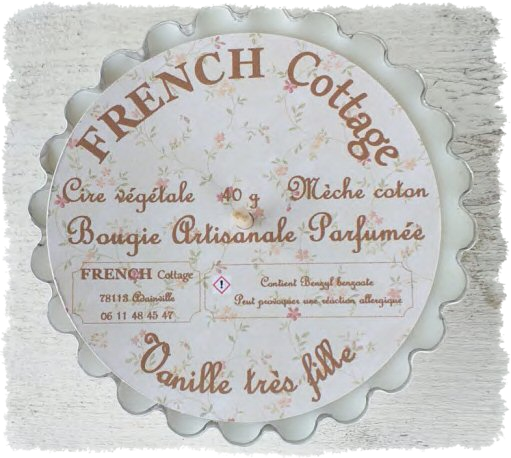 FRENCH Cottage
Cire végétale 40 g Mèche coton
Bougie Artisanale Parfumée
FRENCH Cottage
78113 Adainville
06 11 48 45 47
Contient Benzyl benzoate
Peut provoquer une réaction allergique
Vanille très fille